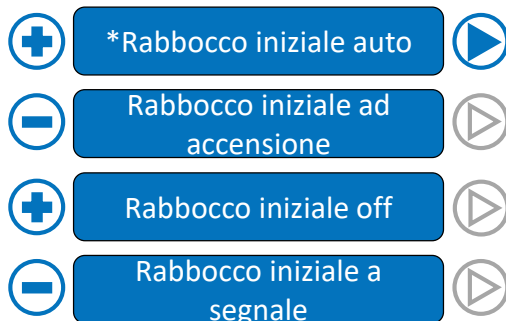 *Rabbocco iniziale auto
Rabbocco iniziale ad
accensione
Rabbocco iniziale off
Rabbocco iniziale a
segnale